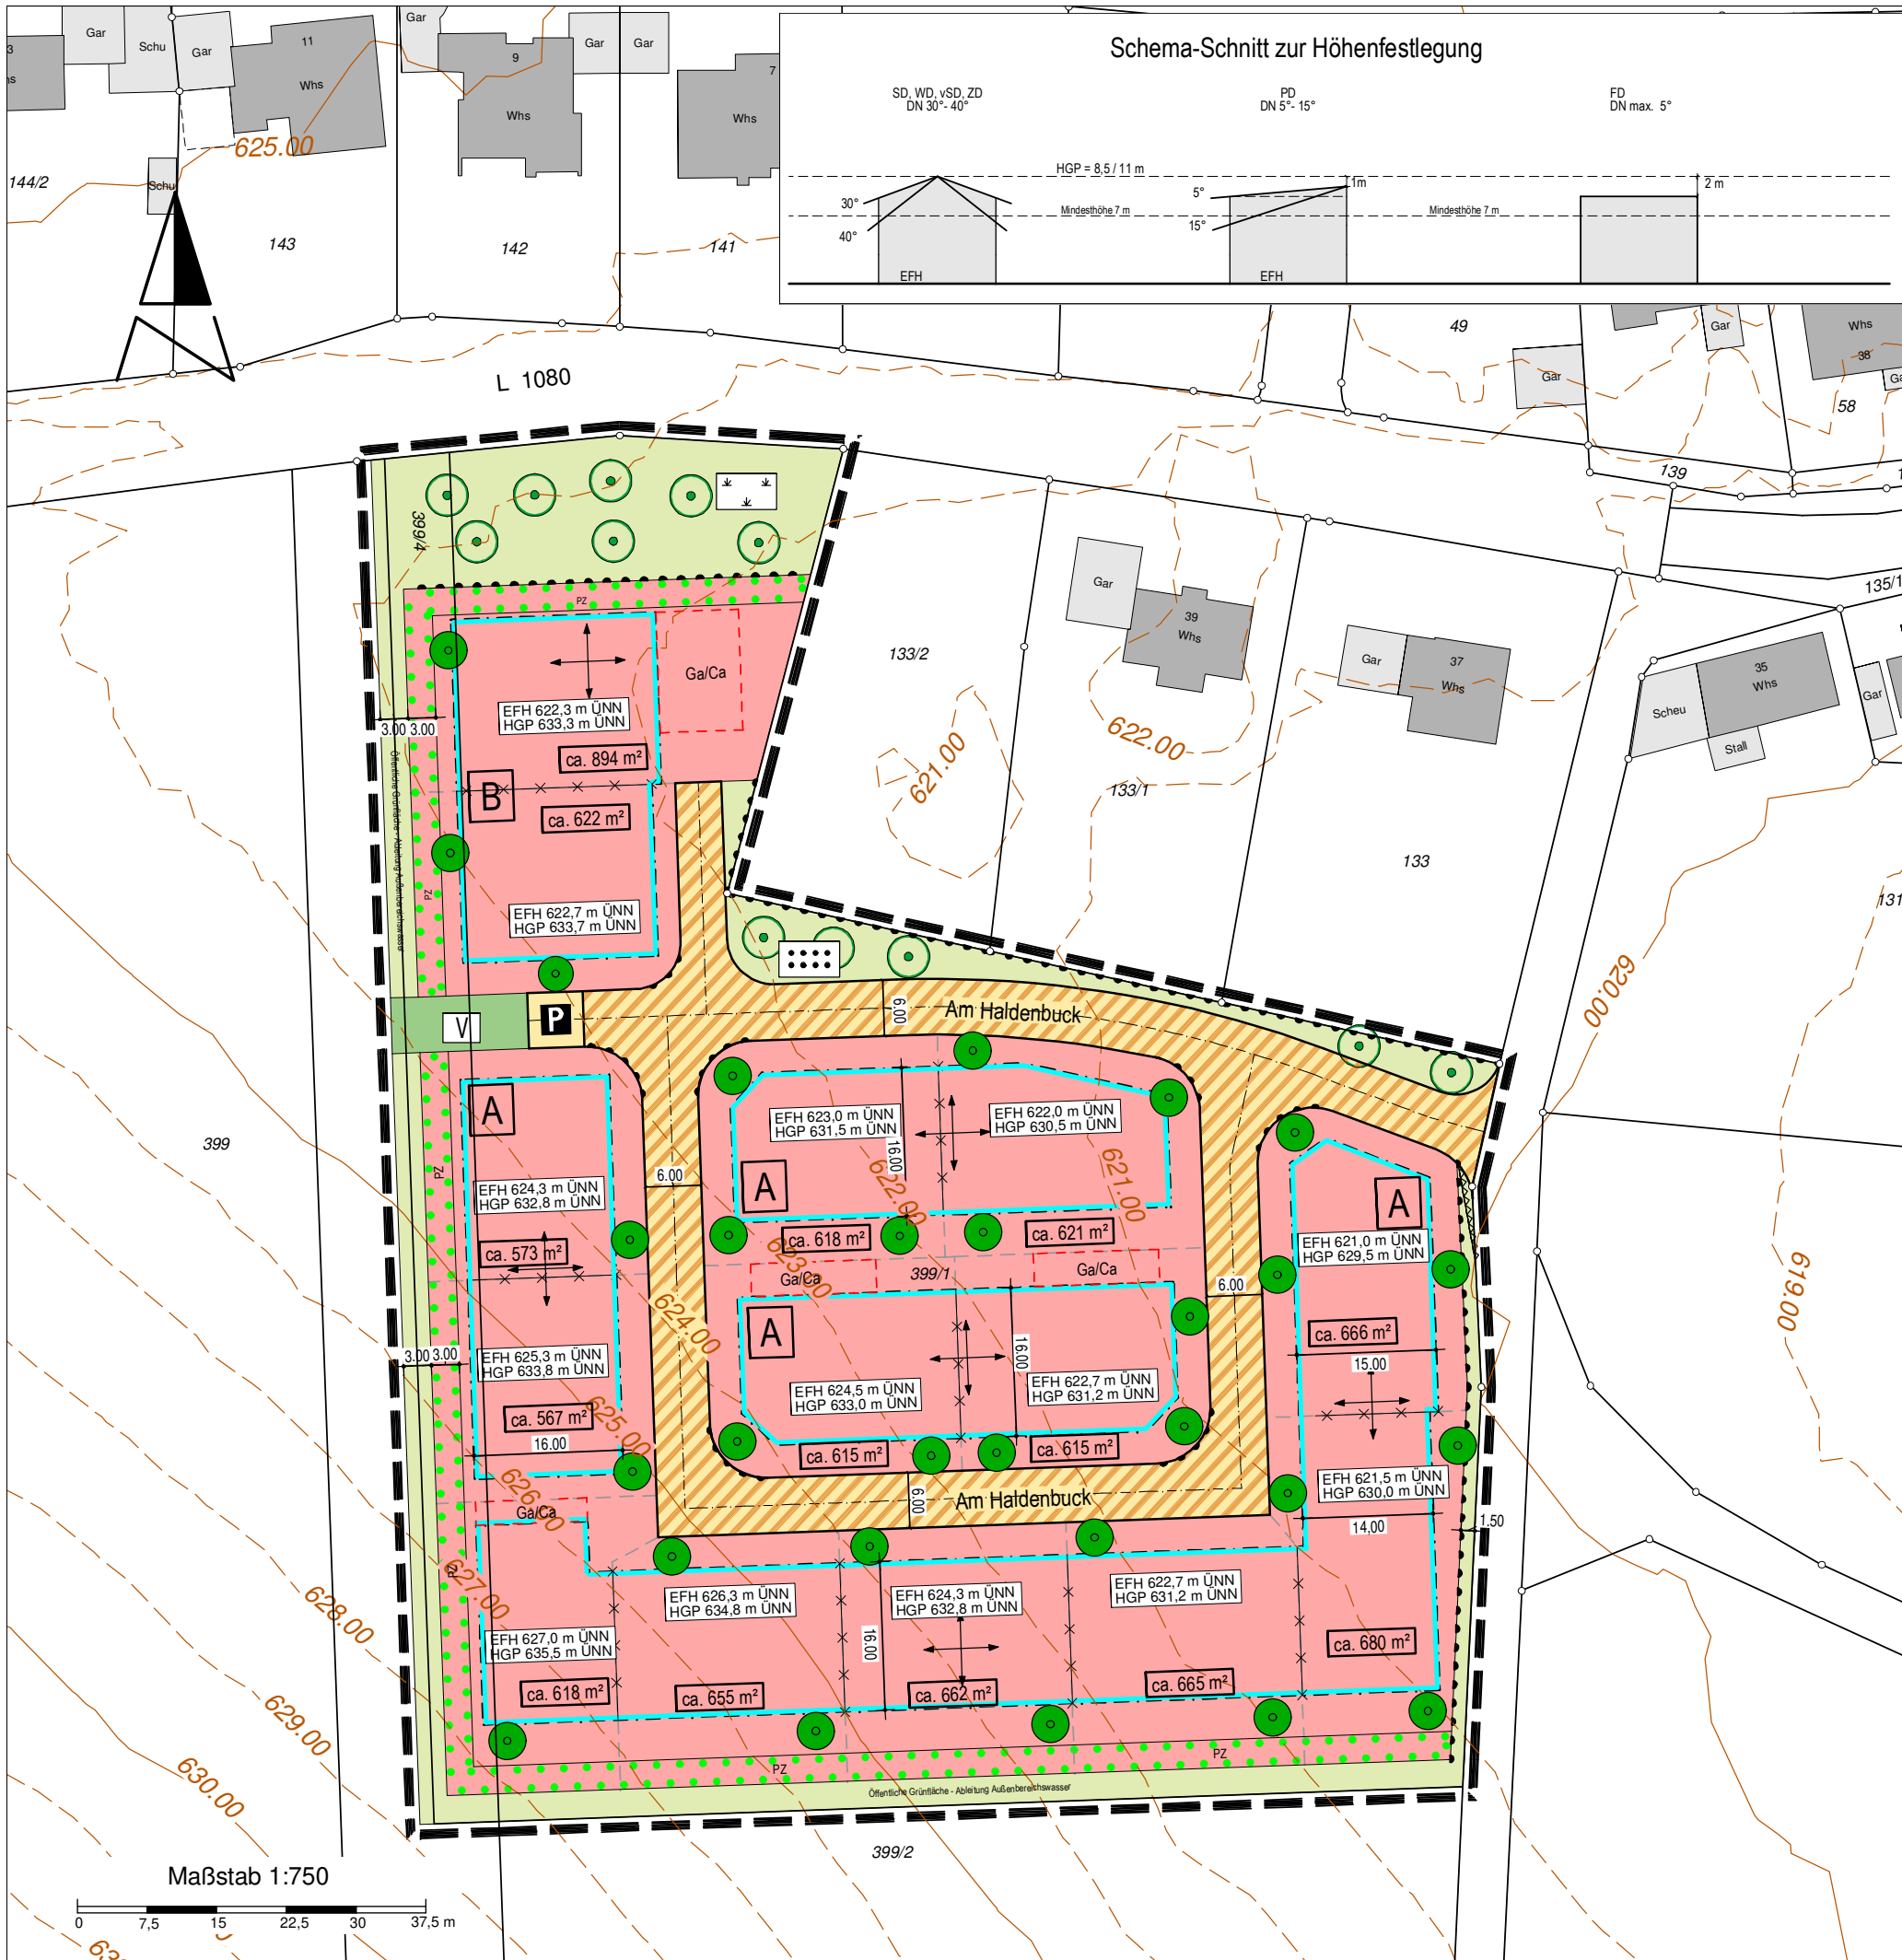 Gar
Schu
Gar
11
Whs
3
Gar
9
Whs
Gar
Gar
7
Whs
625.00
Schu
144/2
143
142
141
Schema-Schnitt zur Höhenfestlegung
SD, WD, vSD, ZD
DN 30°- 40°
PD
DN 5°- 15°
FD
DN max. 5°
HGP = 8,5 / 11 m
30°
40°
EFH
Mindesthöhe 7 m
5°
15°
EFH
1m
Mindesthöhe 7 m
2 m
49
Gar
Gar
Whs
38
58
139
135/1
131
L 1080
399/4
PZ
Ga/Ca
EFH 622,3 m ÜNN
HGP 633,3 m ÜNN
3.00 3.00
ca. 894 m²
B
ca. 622 m²
Öffentliche Grünfläche - Ableitung Außenbereichswasser
PZ
EFH 622,7 m ÜNN
HGP 633,7 m ÜNN
133/2
Gar
39
Whs
Gar
37
Whs
35
Whs
Scheu
Stall
Gar
621.00
622.00
133/1
133
620.00
619.00
V
P
6.00
Am Haldenbuck
399
PZ
A
EFH 624,3 m ÜNN
HGP 632,8 m ÜNN
ca. 573 m²
6.00
EFH 623,0 m ÜNN
HGP 631,5 m ÜNN
16.00
EFH 622,0 m ÜNN
HGP 630,5 m ÜNN
A
622.00
621.00
ca. 618 m²
ca. 621 m²
623.00
Ga/Ca
399/1
Ga/Ca
A
EFH 621,0 m ÜNN
HGP 629,5 m ÜNN
6.00
624.00
A
16.00
ca. 666 m²
15.00
3.00 3.00
EFH 625,3 m ÜNN
HGP 633,8 m ÜNN
ca. 567 m²
16.00
625.00
EFH 624,5 m ÜNN
HGP 633,0 m ÜNN
EFH 622,7 m ÜNN
HGP 631,2 m ÜNN
ca. 615 m²
ca. 615 m²
626.00
Ga/Ca
6.00
Am Haldenbuck
EFH 621,5 m ÜNN
HGP 630,0 m ÜNN
14,00
1.50
PZ
627.00
628.00
EFH 626,3 m ÜNN
HGP 634,8 m ÜNN
EFH 624,3 m ÜNN
HGP 632,8 m ÜNN
EFH 622,7 m ÜNN
HGP 631,2 m ÜNN
EFH 627,0 m ÜNN
HGP 635,5 m ÜNN
16.00
ca. 680 m²
ca. 618 m²
ca. 655 m²
ca. 662 m²
ca. 665 m²
629.00
630.00
PZ
PZ
Öffentliche Grünfläche - Ableitung Außenbereichswasser
399/2
Maßstab 1:750
0 7,5 15 22,5 30 37,5 m